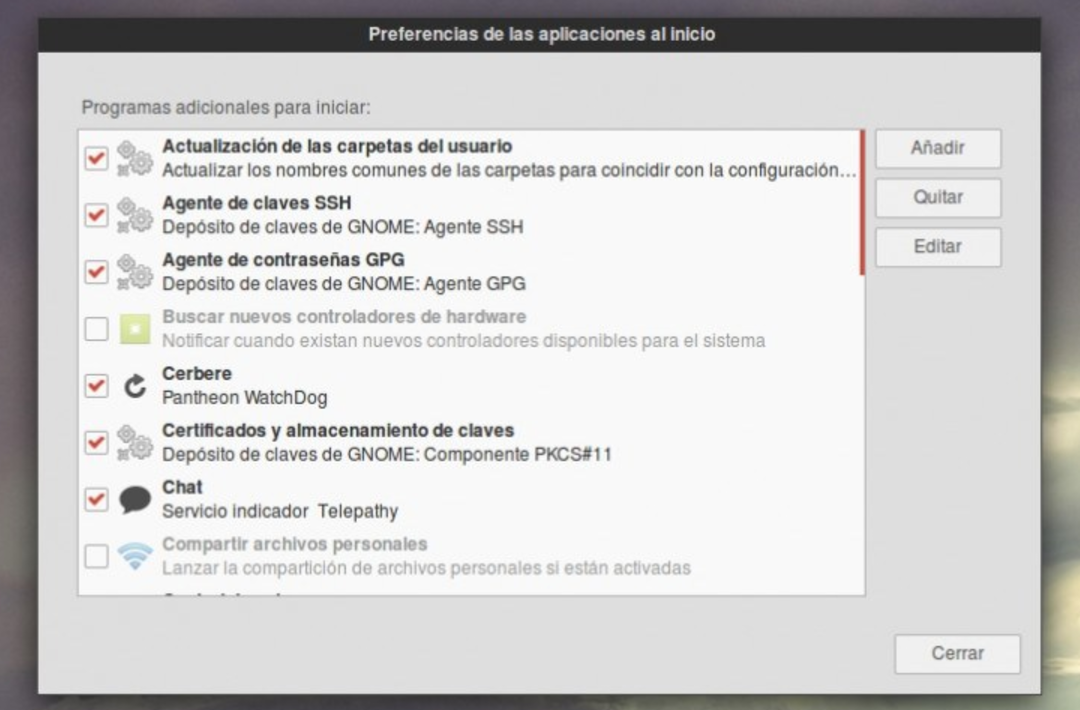 Preferencias de las aplicaciones al inicio
Programas adicionales para iniciar:
Actualización de las carpetas del usuario
Actualizar los nombres comunes de las carpetas para coincidir con la configuración...
Agente de claves SSH
Depósito de claves de GNOME: Agente SSH
Agente de contraseñas GPG
Depósito de claves de GNOME: Agente GPG
Buscar nuevos controladores de hardware
Notificar cuando existan nuevos controladores disponibles para el sistema
Cerbere
Pantheon WatchDog
Certificados y almacenamiento de claves
Depósito de claves de GNOME: Componente PKCS#11
Chat
Servicio indicador Telepathy
Compartir archivos personales
Lanzar la compartición de archivos personales si están activadas
Añadir
Quitar
Editar
Cerrar